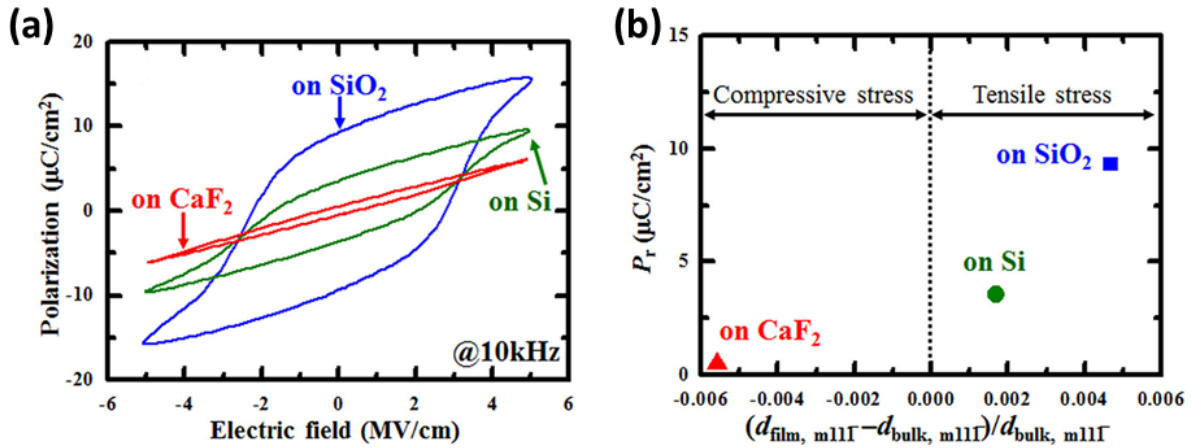 (a)
20
10
0
-10
-20
Polarization (μC/cm²)
on SiO₂
on CaF₂
on Si
@10kHz
-6 -4 -2 0 2 4 6
Electric field (MV/cm)
(b)
15
10
5
0
Pr (μC/cm²)
Compressive stress Tensile stress
on SiO₂
on Si
on CaF₂
-0.006 -0.004 -0.002 0.000 0.002 0.004 0.006
(dfilm, m111̅−dbulk, m111̅)/dbulk, m111̅